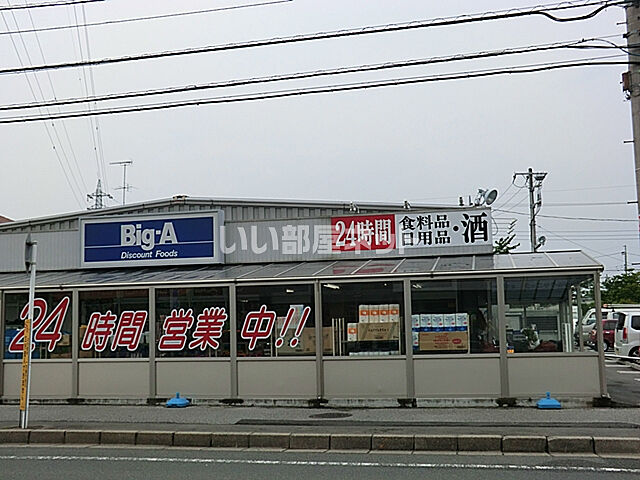 Big-A
Discount Foods
24時間
食料品
日用品
・酒
いい部屋ネット
24時間営業中!!